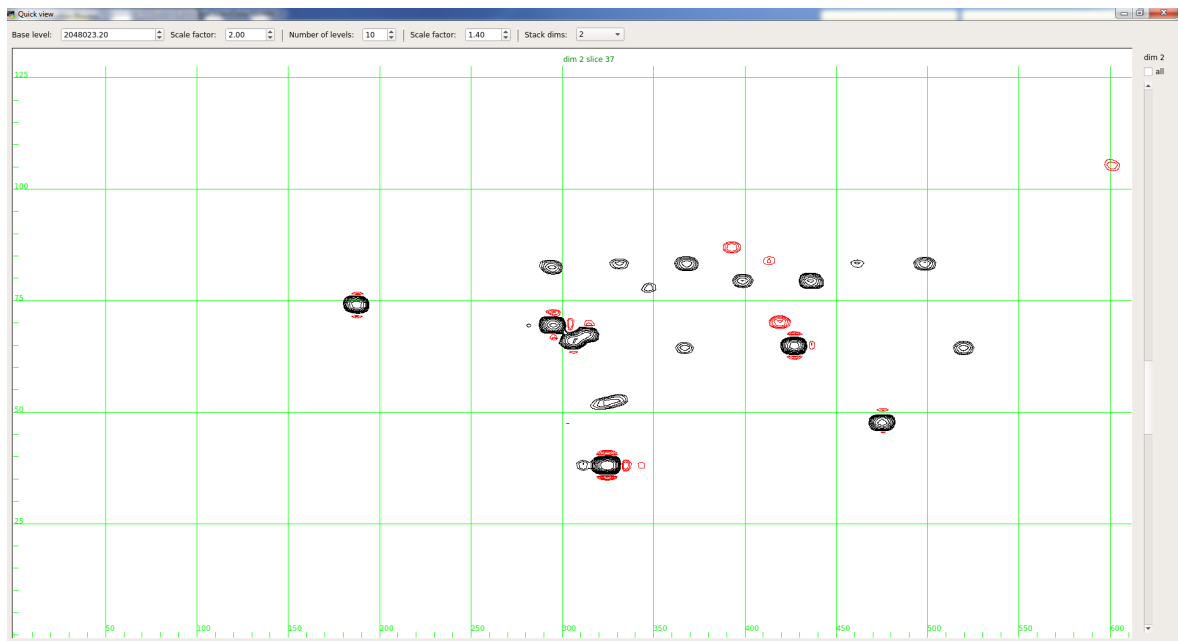 Quick view
Base level: 2048023.20 Scale factor: 2.00 Number of levels: 10 Scale factor: 1.40 Stack dims: 2
dim 2 slice 37
dim 2
all
125
100
75
50
25
50 100 150 200 250 300 350 400 450 500 550 600